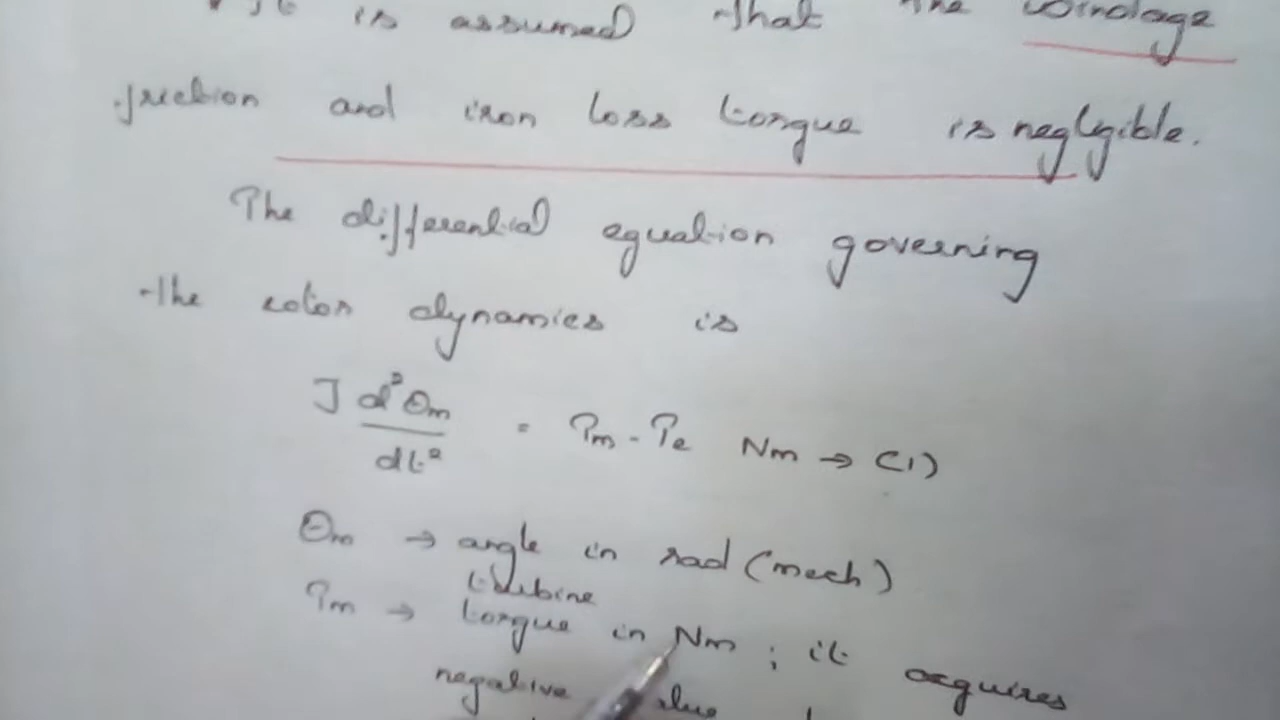 It is assumed that the windage
friction and iron loss torque is negligible.
The differential equation governing
the rotor dynamics is
J d²θm/dt² = Tm - Te Nm → (1)
θm → angle in rad (mech)
turbine
Tm → torque in Nm ; it acquires
negative value